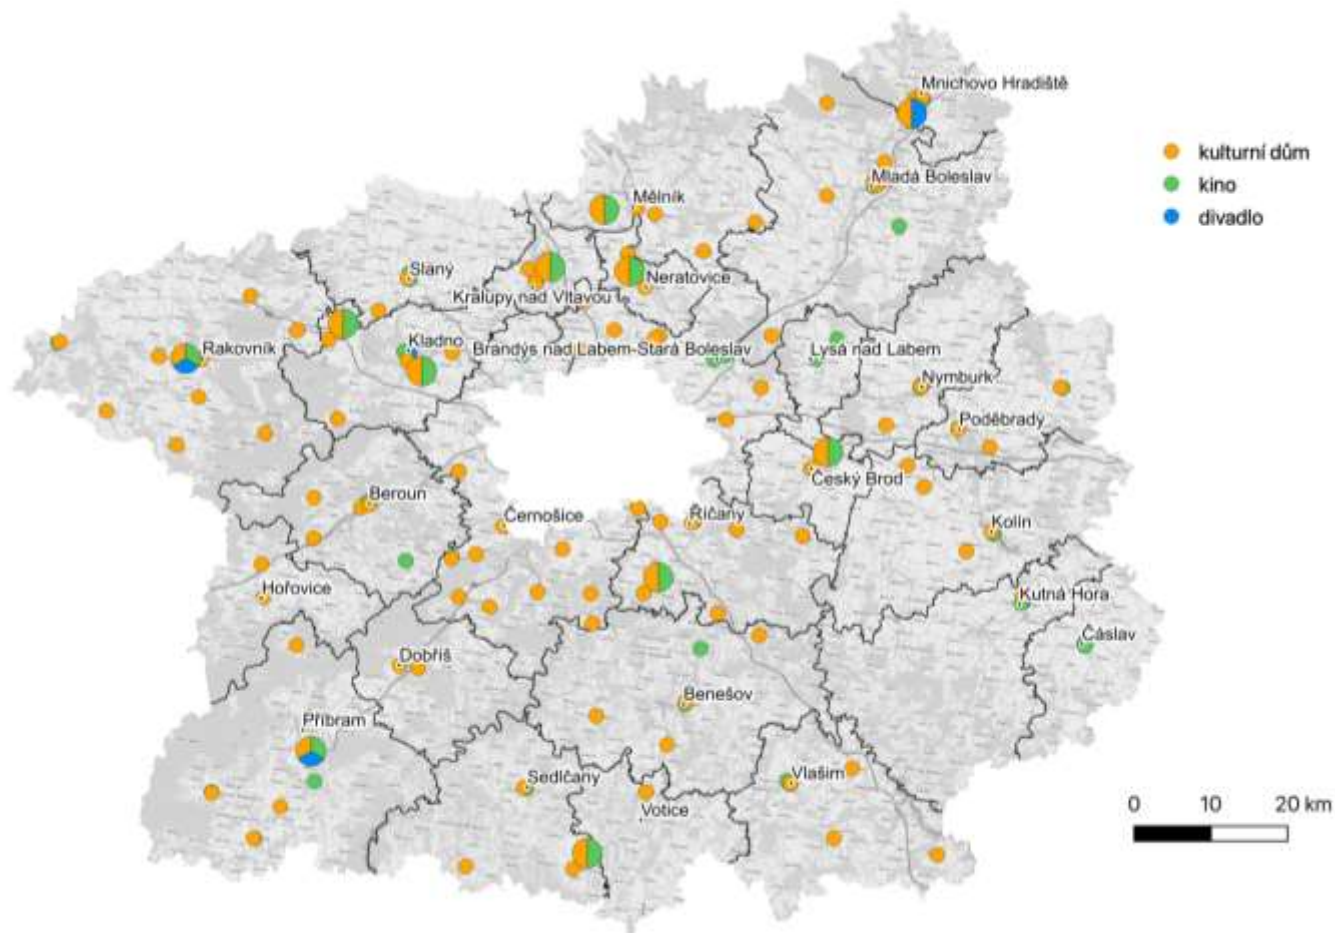 Mnichovo Hradiště
kulturní dům
kino
divadlo
Mladá Boleslav
Mělník
Slaný
Neratovice
Kralupy nad Vltavou
Rakovník
Kladno
Brandýs nad Labem-Stará Boleslav
Lysá nad Labem
Nymburk
Poděbrady
Český Brod
Beroun
Černošice
Říčany
Kolín
Hořovice
Kutná Hora
Čáslav
Dobříš
Benešov
Příbram
Sedlčany
Vlašim
Votice
0 10 20 km